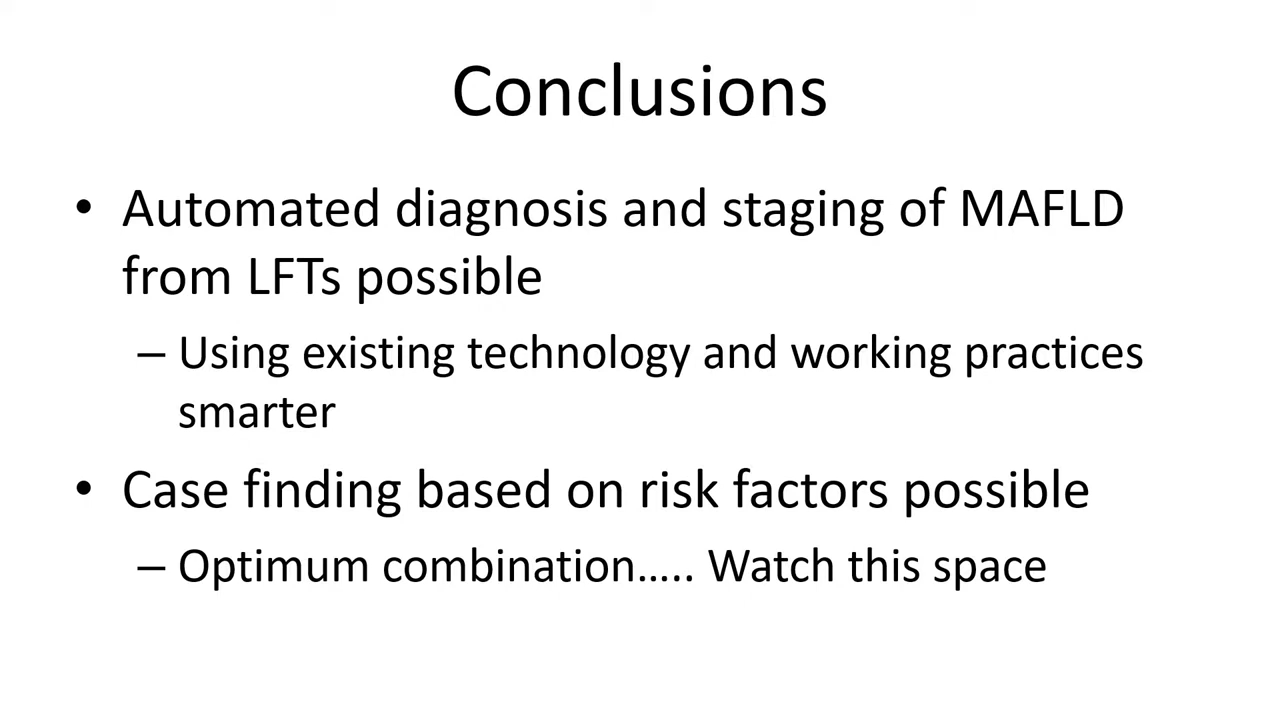 Conclusions
• Automated diagnosis and staging of MAFLD
from LFTs possible
– Using existing technology and working practices
smarter
• Case finding based on risk factors possible
– Optimum combination….. Watch this space